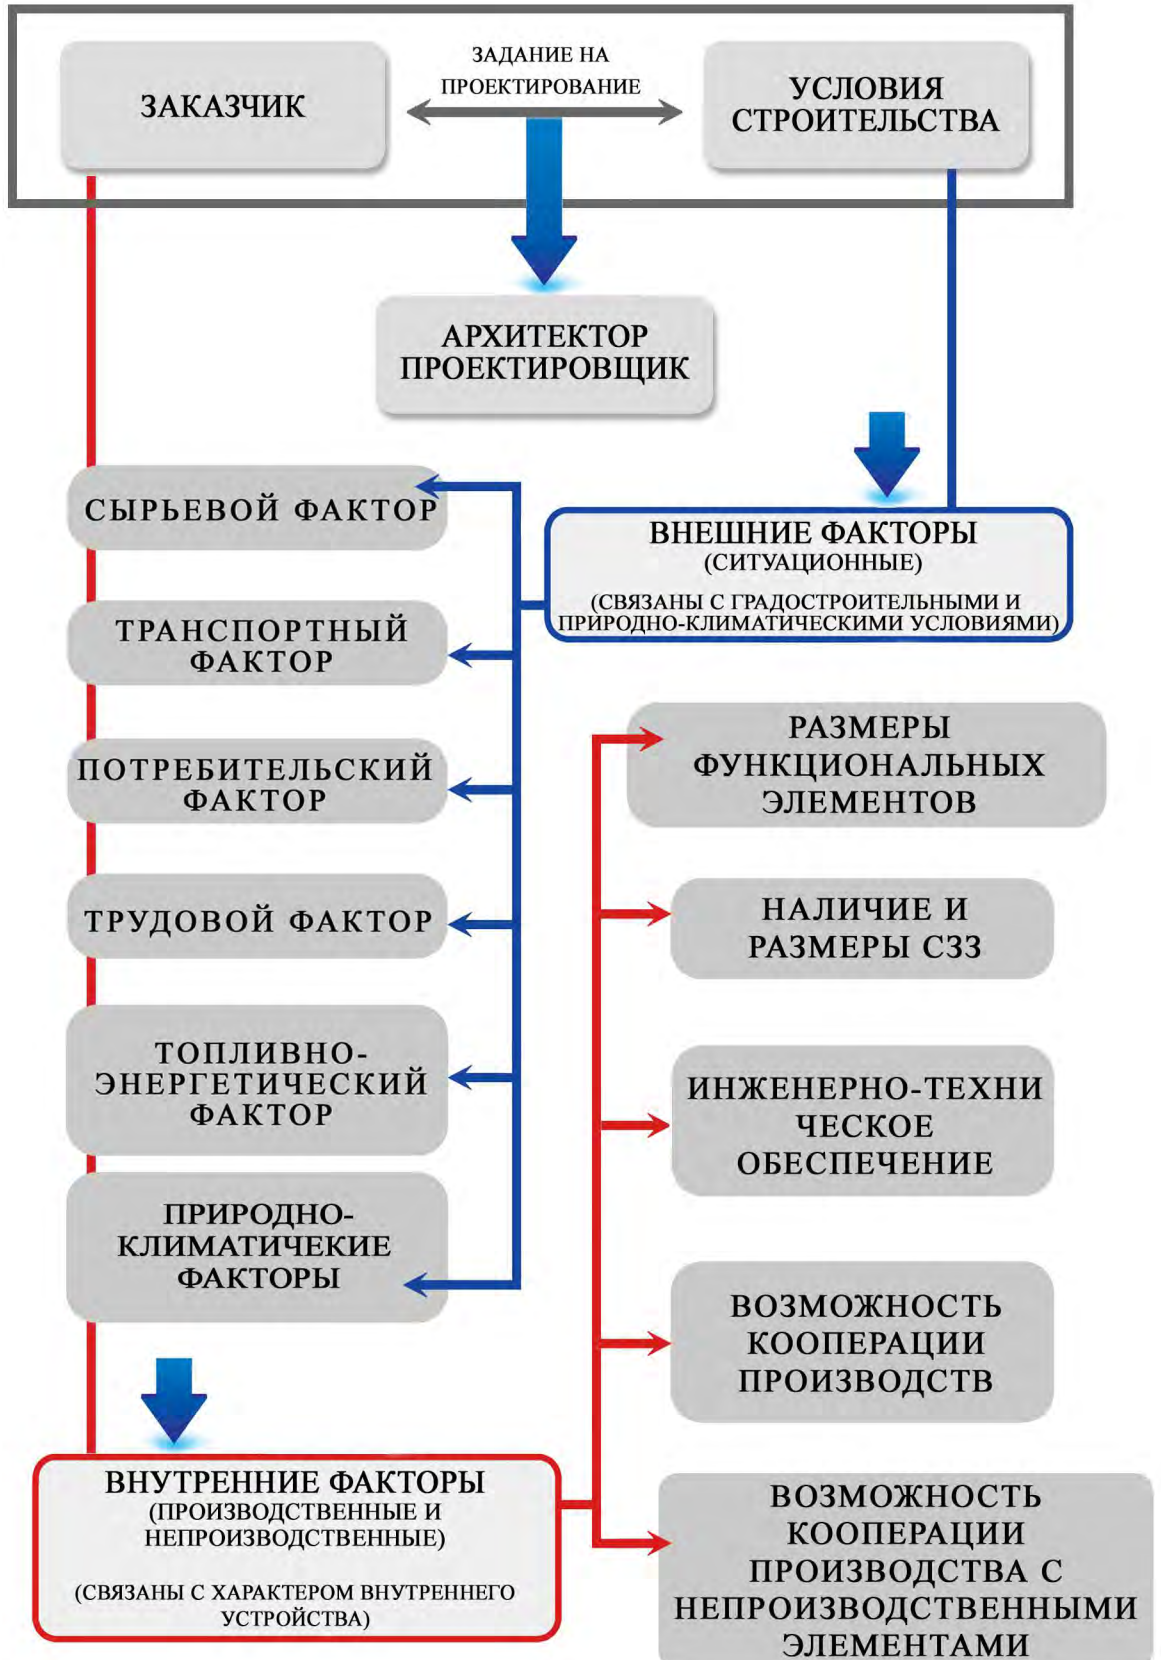 ЗАКАЗЧИК
ЗАДАНИЕ НА
ПРОЕКТИРОВАНИЕ
УСЛОВИЯ
СТРОИТЕЛЬСТВА
АРХИТЕКТОР
ПРОЕКТИРОВЩИК
СЫРЬЕВОЙ ФАКТОР
ТРАНСПОРТНЫЙ
ФАКТОР
ПОТРЕБИТЕЛЬСКИЙ
ФАКТОР
ТРУДОВОЙ ФАКТОР
ТОПЛИВНО-
ЭНЕРГЕТИЧЕСКИЙ
ФАКТОР
ПРИРОДНО-
КЛИМАТИЧЕКИЕ
ФАКТОРЫ
ВНЕШНИЕ ФАКТОРЫ
(СИТУАЦИОННЫЕ)
(СВЯЗАНЫ С ГРАДОСТРОИТЕЛЬНЫМИ И
ПРИРОДНО-КЛИМАТИЧЕСКИМИ УСЛОВИЯМИ)
РАЗМЕРЫ
ФУНКЦИОНАЛЬНЫХ
ЭЛЕМЕНТОВ
НАЛИЧИЕ И
РАЗМЕРЫ СЗЗ
ИНЖЕНЕРНО-ТЕХНИ
ЧЕСКОЕ
ОБЕСПЕЧЕНИЕ
ВОЗМОЖНОСТЬ
КООПЕРАЦИИ
ПРОИЗВОДСТВ
ВОЗМОЖНОСТЬ
КООПЕРАЦИИ
ПРОИЗВОДСТВА С
НЕПРОИЗВОДСТВЕННЫМИ
ЭЛЕМЕНТАМИ
ВНУТРЕННИЕ ФАКТОРЫ
(ПРОИЗВОДСТВЕННЫЕ И
НЕПРОИЗВОДСТВЕННЫЕ)
(СВЯЗАНЫ С ХАРАКТЕРОМ ВНУТРЕННЕГО
УСТРОЙСТВА)